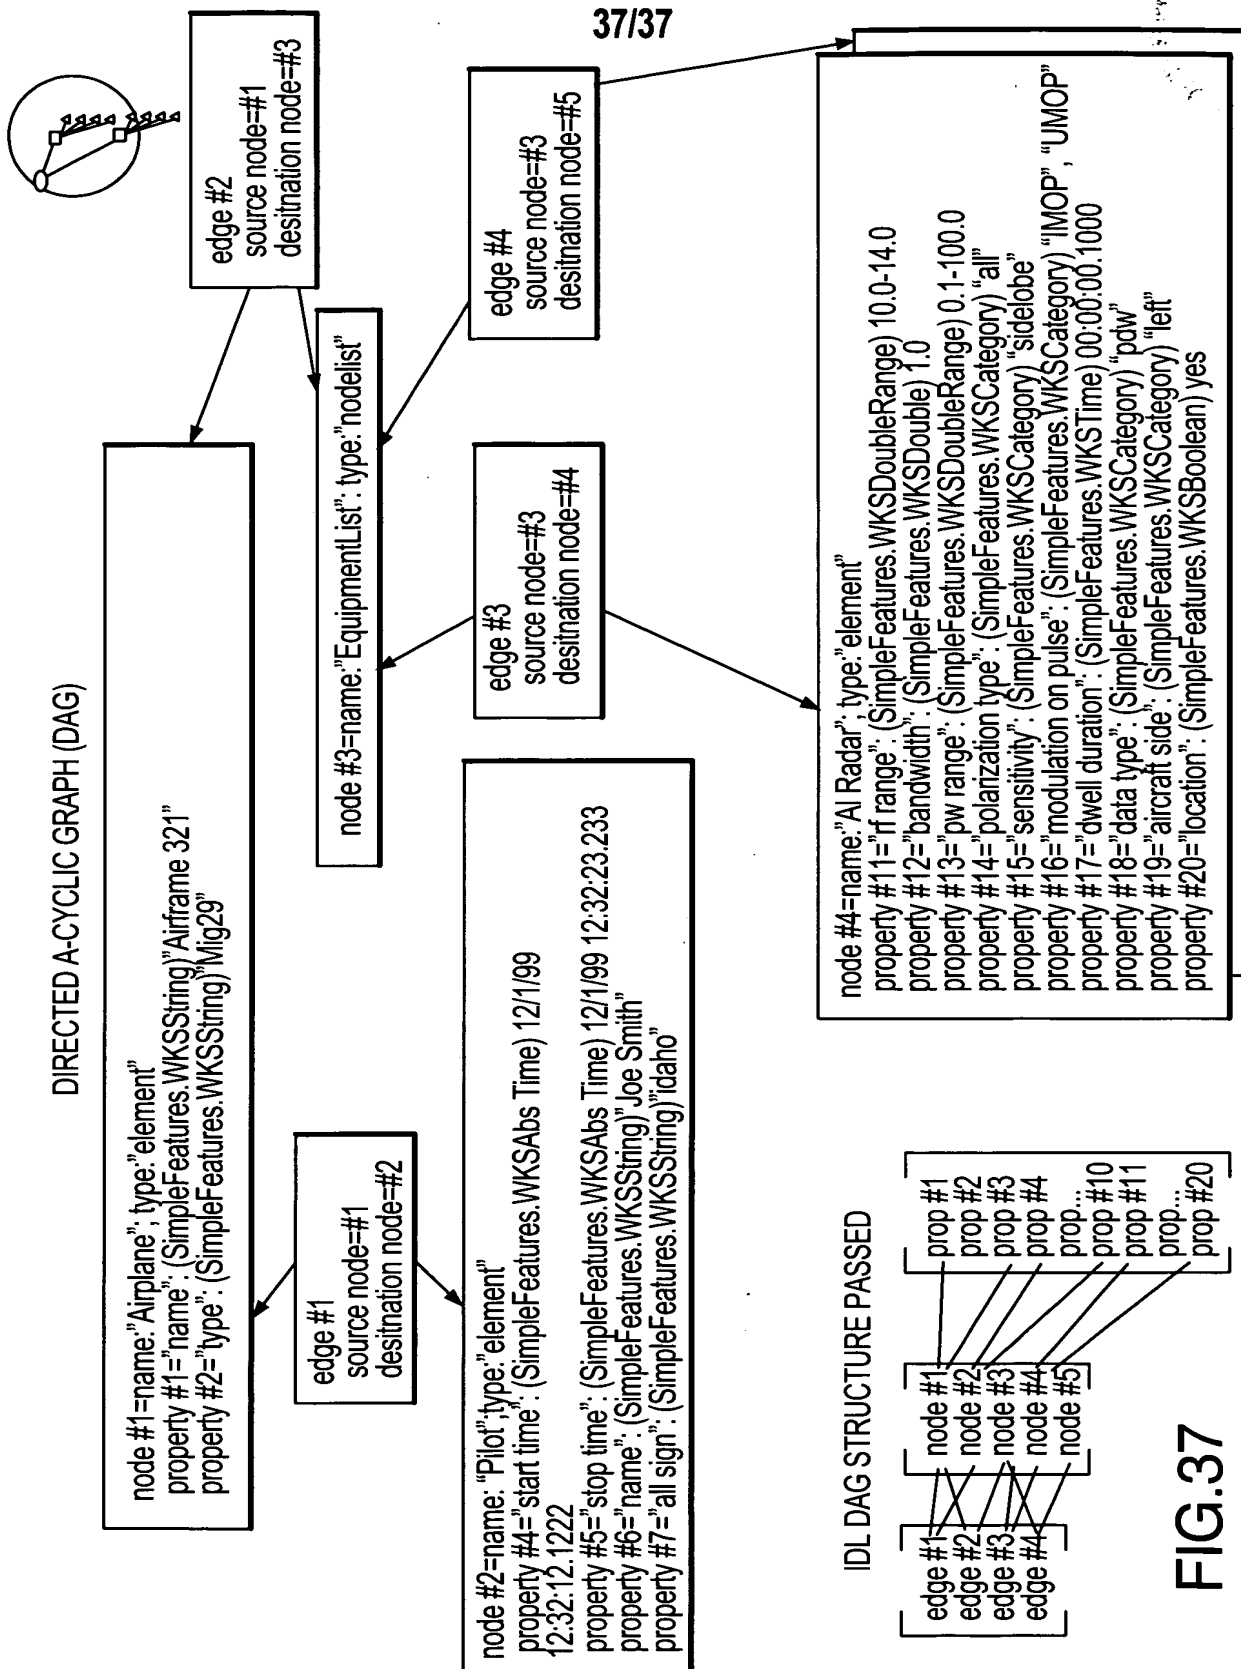 37/37
DIRECTED A-CYCLIC GRAPH (DAG)
node #1=name:"Airplane"; type:"element"
property #1="name": (SimpleFeatures.WKSString)"Airframe 321"
property #2="type": (SimpleFeatures.WKSString)"Mig29"
edge #2
source node=#1
desitnation node=#3
edge #1
source node=#1
desitnation node=#2
node #3=name:"EquipmentList": type:"nodelist"
node #2=name: "Pilot";type:"element"
property #4="start time": (SimpleFeatures.WKSAbs Time) 12/1/99
12:32:12.1222
property #5="stop time": (SimpleFeatures.WKSAbs Time) 12/1/99 12:32:23.233
property #6="name": (SimpleFeatures.WKSString)"Joe Smith"
property #7="all sign": (SimpleFeatures.WKSString)"idaho"
edge #3
source node=#3
desitnation node=#4
edge #4
source node=#3
desitnation node=#5
node #4=name:"AI Radar"; type:"element"
property #11="rf range": (SimpleFeatures.WKSDoubleRange) 10.0-14.0
property #12="bandwidth": (SimpleFeatures.WKSDouble) 1.0
property #13="pw range": (SimpleFeatures.WKSDoubleRange) 0.1-100.0
property #14="polarization type": (SimpleFeatures.WKSCategory) "all"
property #15="sensitivity": (SimpleFeatures.WKSCategory) "sidelobe"
property #16="modulation on pulse": (SimpleFeatures.WKSCategory) "IMOP", "UMOP"
property #17="dwell duration": (SimpleFeatures.WKSTime) 00:00:00.1000
property #18="data type": (SimpleFeatures.WKSCategory) "pdw"
property #19="aircraft side": (SimpleFeatures.WKSCategory) "left"
property #20="location": (SimpleFeatures.WKSBoolean) yes
IDL DAG STRUCTURE PASSED
edge #1
edge #2
edge #3
edge #4
node #1
node #2
node #3
node #4
node #5
prop #1
prop #2
prop #3
prop #4
prop...
prop #10
prop #11
prop...
prop #20
FIG.37